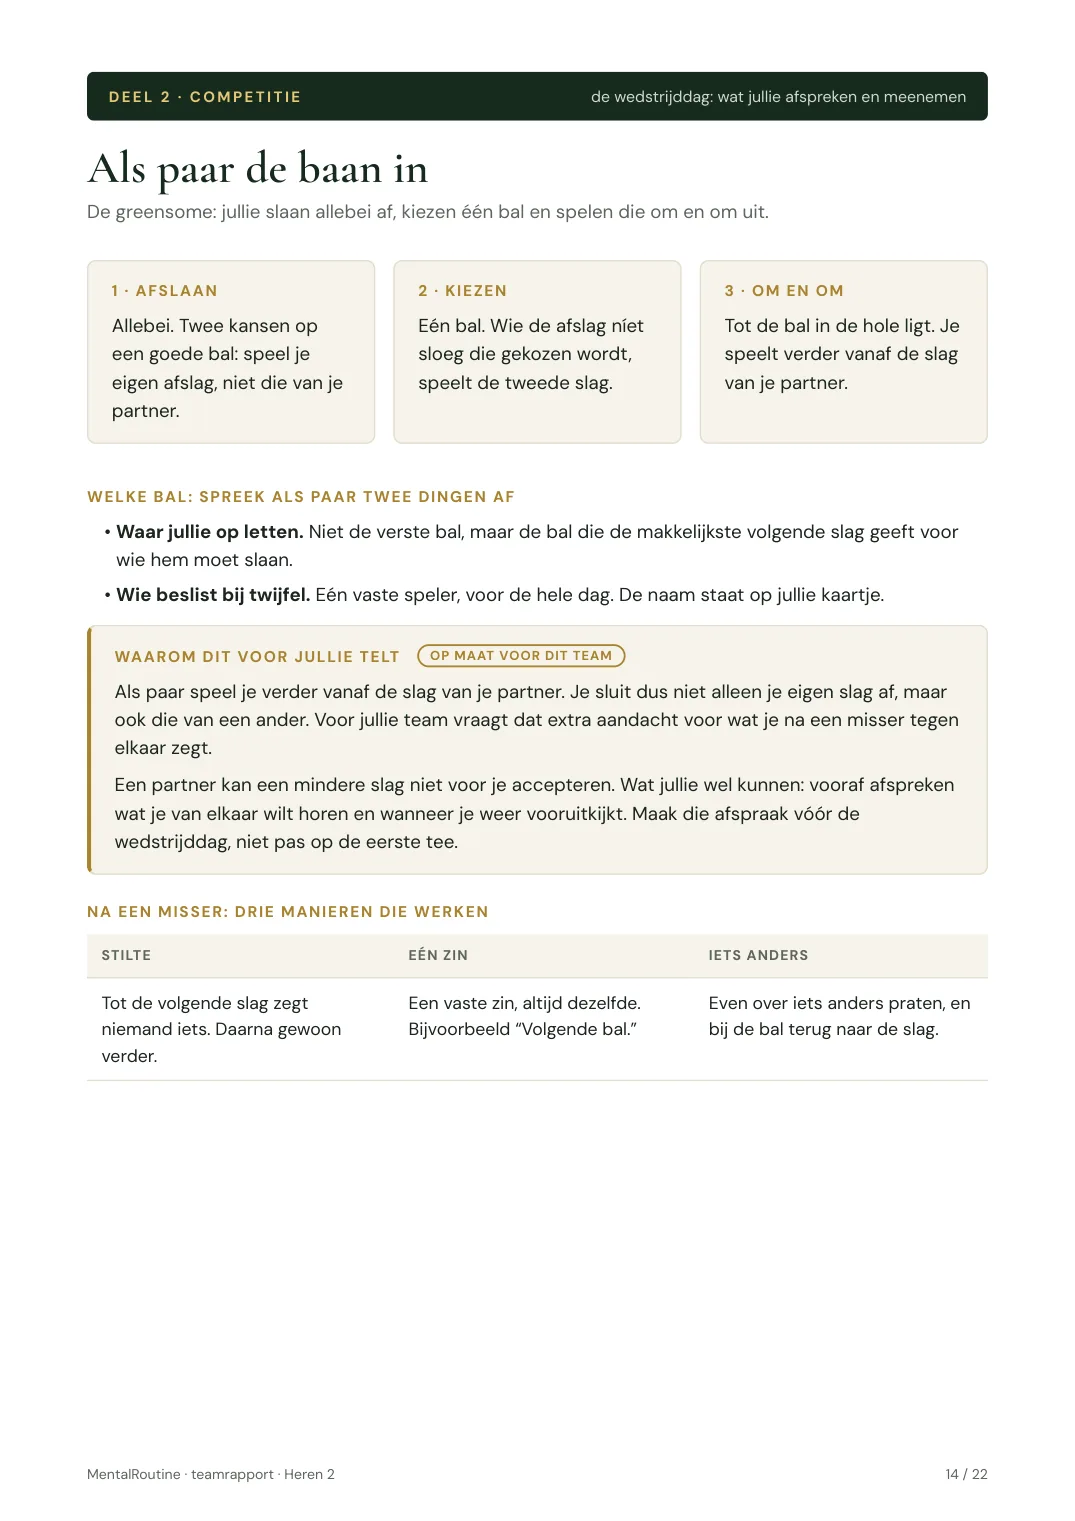 DEEL 2 · COMPETITIE
de wedstrijddag: wat jullie afspreken en meenemen
Als paar de baan in
De greensome: jullie slaan allebei af, kiezen één bal en spelen die om en om uit.
1 · AFSLAAN
Allebei. Twee kansen op
een goede bal: speel je
eigen afslag, niet die van je
partner.
2 · KIEZEN
Eén bal. Wie de afslag níet
sloeg die gekozen wordt,
speelt de tweede slag.
3 · OM EN OM
Tot de bal in de hole ligt. Je
speelt verder vanaf de slag
van je partner.
WELKE BAL: SPREEK ALS PAAR TWEE DINGEN AF
• Waar jullie op letten. Niet de verste bal, maar de bal die de makkelijkste volgende slag geeft voor
wie hem moet slaan.
• Wie beslist bij twijfel. Eén vaste speler, voor de hele dag. De naam staat op jullie kaartje.
WAAROM DIT VOOR JULLIE TELT
OP MAAT VOOR DIT TEAM
Als paar speel je verder vanaf de slag van je partner. Je sluit dus niet alleen je eigen slag af, maar
ook die van een ander. Voor jullie team vraagt dat extra aandacht voor wat je na een misser tegen
elkaar zegt.
Een partner kan een mindere slag niet voor je accepteren. Wat jullie wel kunnen: vooraf afspreken
wat je van elkaar wilt horen en wanneer je weer vooruitkijkt. Maak die afspraak vóór de
wedstrijddag, niet pas op de eerste tee.
NA EEN MISSER: DRIE MANIEREN DIE WERKEN
STILTE
Tot de volgende slag zegt
niemand iets. Daarna gewoon
verder.
EÉN ZIN
Een vaste zin, altijd dezelfde.
Bijvoorbeeld “Volgende bal.”
IETS ANDERS
Even over iets anders praten, en
bij de bal terug naar de slag.
MentalRoutine · teamrapport · Heren 2
14 / 22